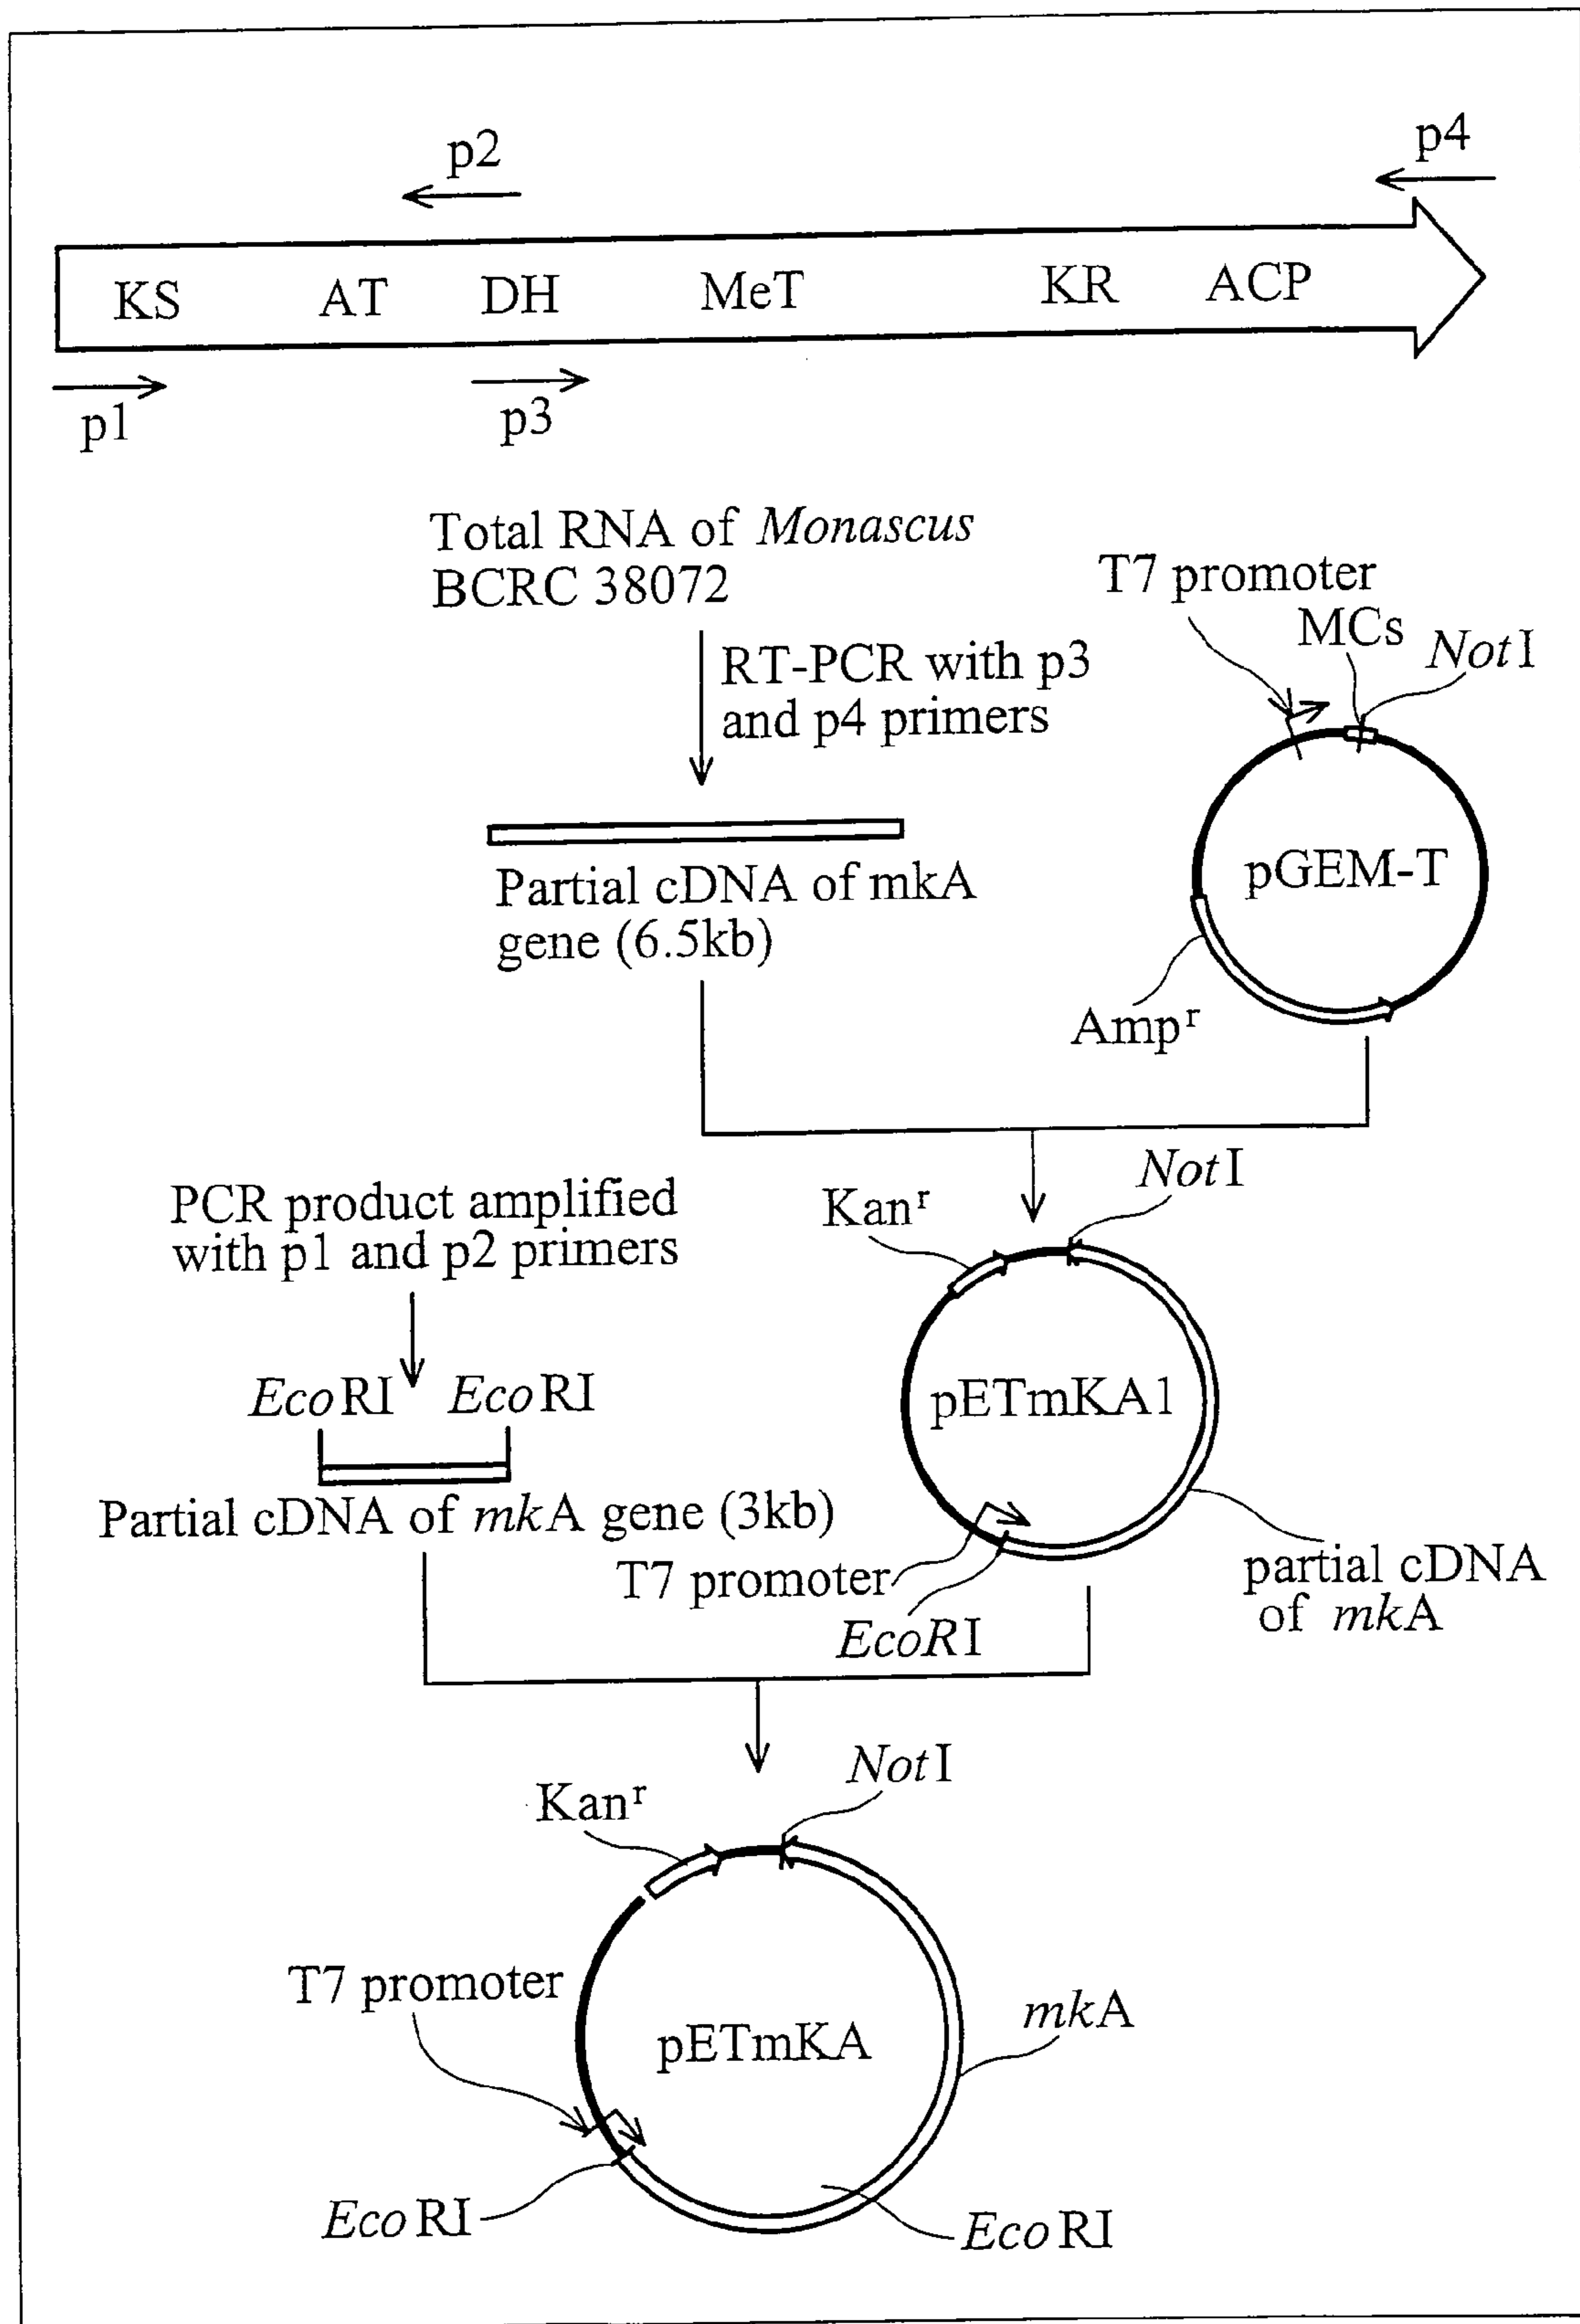 p2
p4
KS AT DH MeT KR ACP
p1
p3
Total RNA of Monascus
BCRC 38072
T7 promoter
MCs
NotI
RT-PCR with p3
and p4 primers
pGEM-T
Partial cDNA of mkA
gene (6.5kb)
Ampʳ
PCR product amplified
with p1 and p2 primers
Kanʳ
NotI
EcoRI EcoRI
pETmKA1
Partial cDNA of mkA gene (3kb)
T7 promoter
EcoRI
partial cDNA
of mkA
Kanʳ
NotI
T7 promoter
pETmKA
mkA
EcoRI
EcoRI